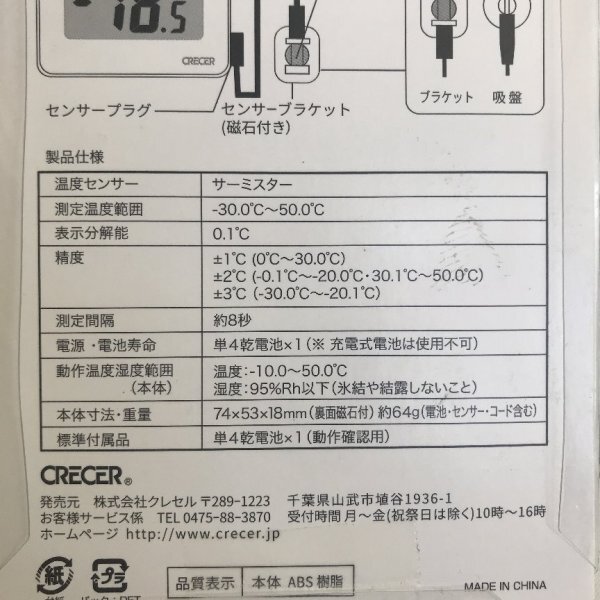 -18.5
CRECER
センサープラグ
センサーブラケット
(磁石付き)
ブラケット
吸盤
製品仕様
温度センサー サーミスター
測定温度範囲 -30.0℃〜50.0℃
表示分解能 0.1℃
精度 ±1℃ (0℃〜30.0℃)
±2℃ (-0.1℃〜-20.0℃・30.1℃〜50.0℃)
±3℃ (-30.0℃〜-20.1℃)
測定間隔 約8秒
電源・電池寿命 単4乾電池×1(※ 充電式電池は使用不可)
動作温度湿度範囲 温度:-10.0〜50.0℃
(本体) 湿度:95%Rh以下(氷結や結露しないこと)
本体寸法・重量 74×53×18mm(裏面磁石付) 約64g(電池・センサー・コード含む)
標準付属品 単4乾電池×1(動作確認用)
CRECER®
発売元 株式会社クレセル 〒289-1223 千葉県山武市埴谷1936-1
お客様サービス係 TEL 0475-88-3870 受付時間 月〜金(祝祭日は除く)10時〜16時
ホームページ http://www.crecer.jp
紙 プラ
品質表示 本体 ABS樹脂
MADE IN CHINA